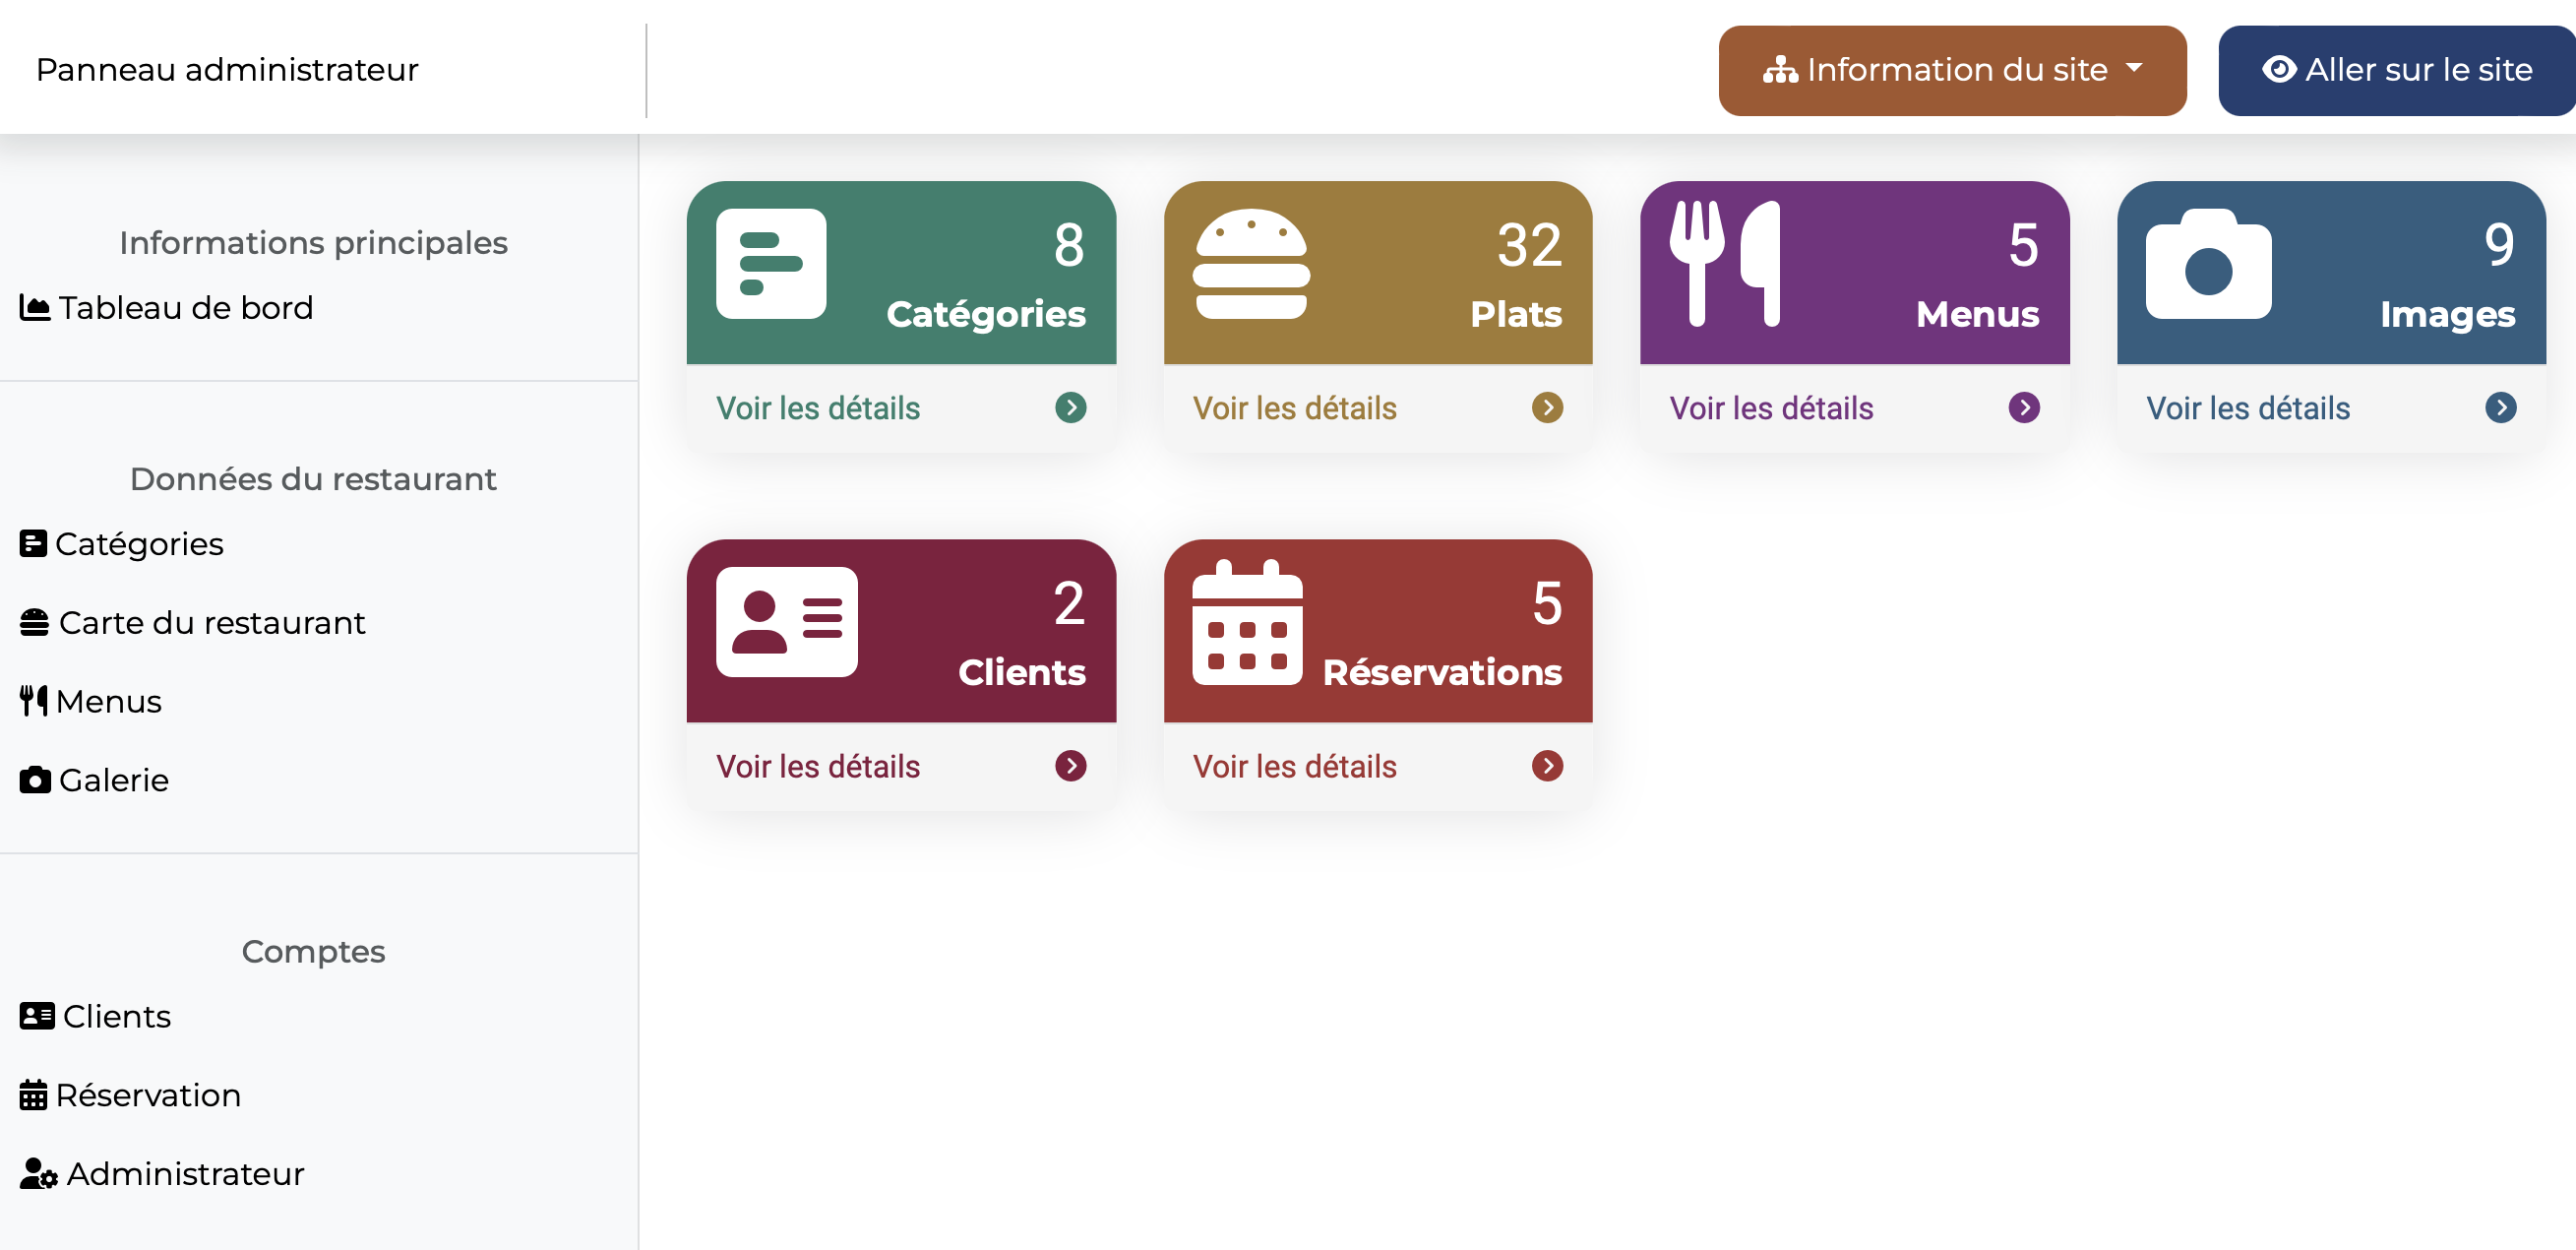 Panneau administrateur
Information du site
Aller sur le site
Informations principales
Tableau de bord
Données du restaurant
Catégories
Carte du restaurant
Menus
Galerie
Comptes
Clients
Réservation
Administrateur
8
Catégories
Voir les détails
32
Plats
Voir les détails
5
Menus
Voir les détails
9
Images
Voir les détails
2
Clients
Voir les détails
5
Réservations
Voir les détails